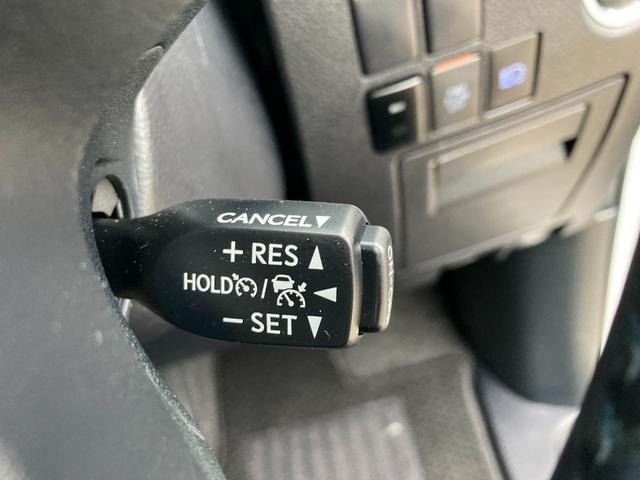 CANCEL▼
+ RES ▲
HOLD / ◄
− SET ▼